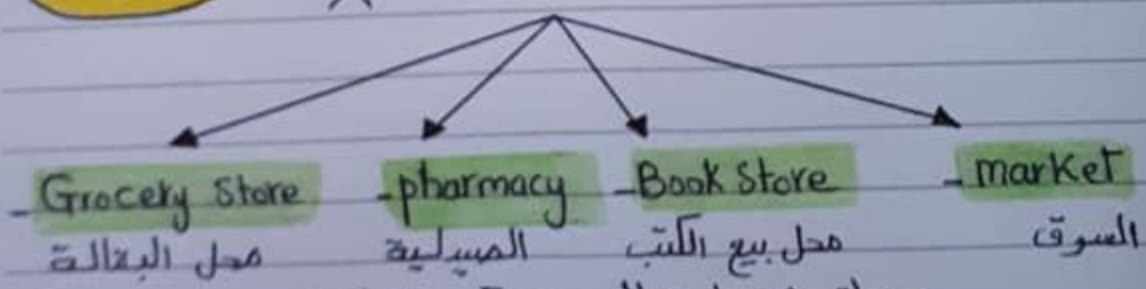 - Grocery Store - pharmacy - Book Store - market
محل البقالة الصيدلية محل بيع الكتب السوق